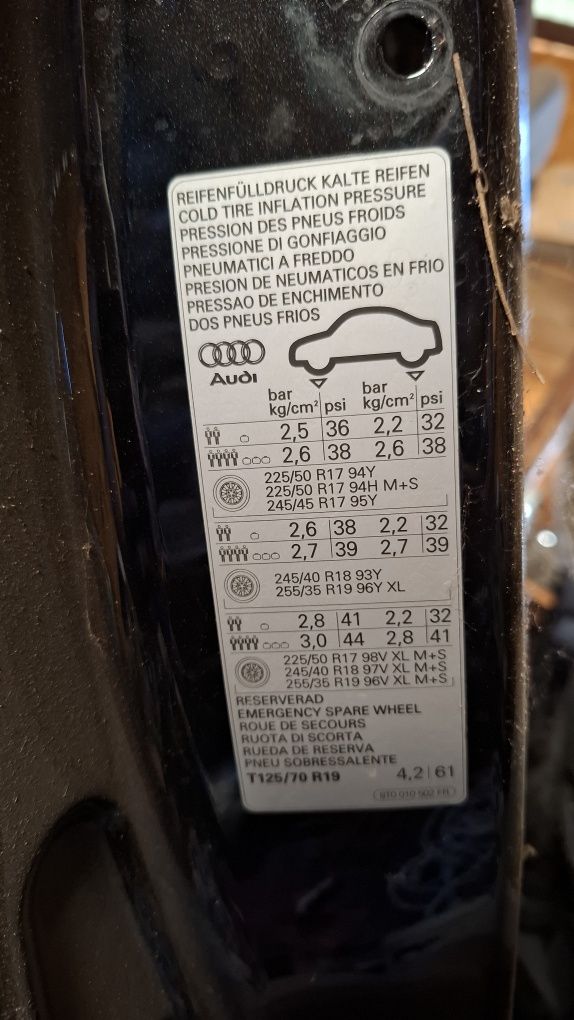 REIFENFÜLLDRUCK KALTE REIFEN
COLD TIRE INFLATION PRESSURE
PRESSION DES PNEUS FROIDS
PRESSIONE DI GONFIAGGIO
PNEUMATICI A FREDDO
PRESION DE NEUMATICOS EN FRIO
PRESSAO DE ENCHIMENTO
DOS PNEUS FRIOS
Audi
bar bar
kg/cm² psi kg/cm² psi
2,5 36 2,2 32
2,6 38 2,6 38
225/50 R17 94Y
225/50 R17 94H M+S
245/45 R17 95Y
2,6 38 2,2 32
2,7 39 2,7 39
245/40 R18 93Y
255/35 R19 96Y XL
2,8 41 2,2 32
3,0 44 2,8 41
225/50 R17 98V XL M+S
245/40 R18 97V XL M+S
255/35 R19 96V XL M+S
RESERVERAD
EMERGENCY SPARE WHEEL
ROUE DE SECOURS
RUOTA DI SCORTA
RUEDA DE RESERVA
PNEU SOBRESSALENTE
T125/70 R19 4,2 61
8T0 010 502 FR